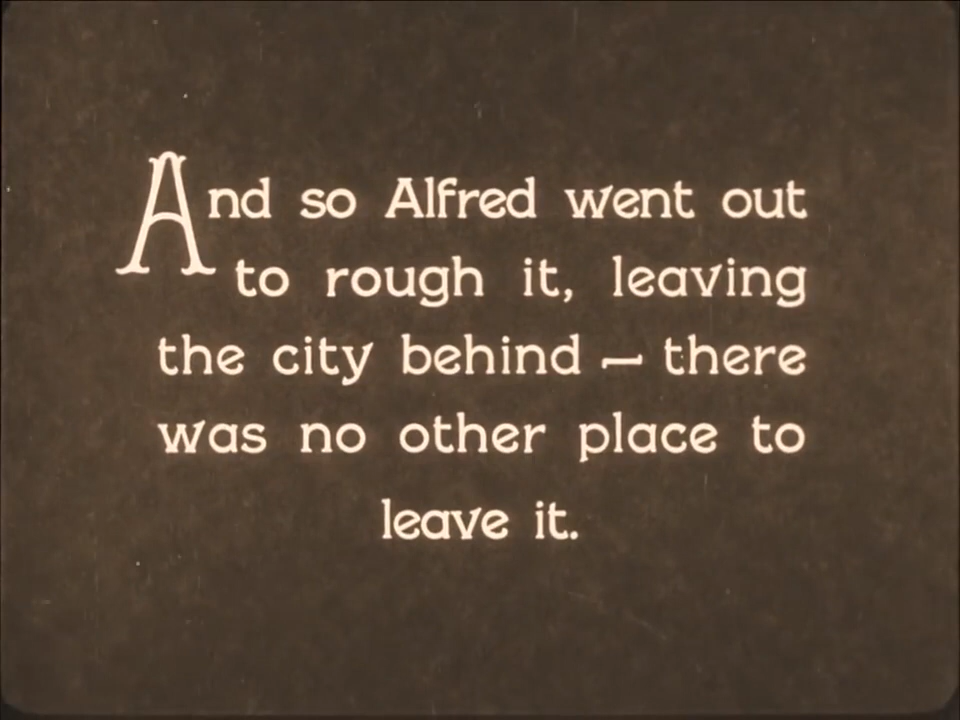 And so Alfred went out
to rough it, leaving
the city behind — there
was no other place to
leave it.